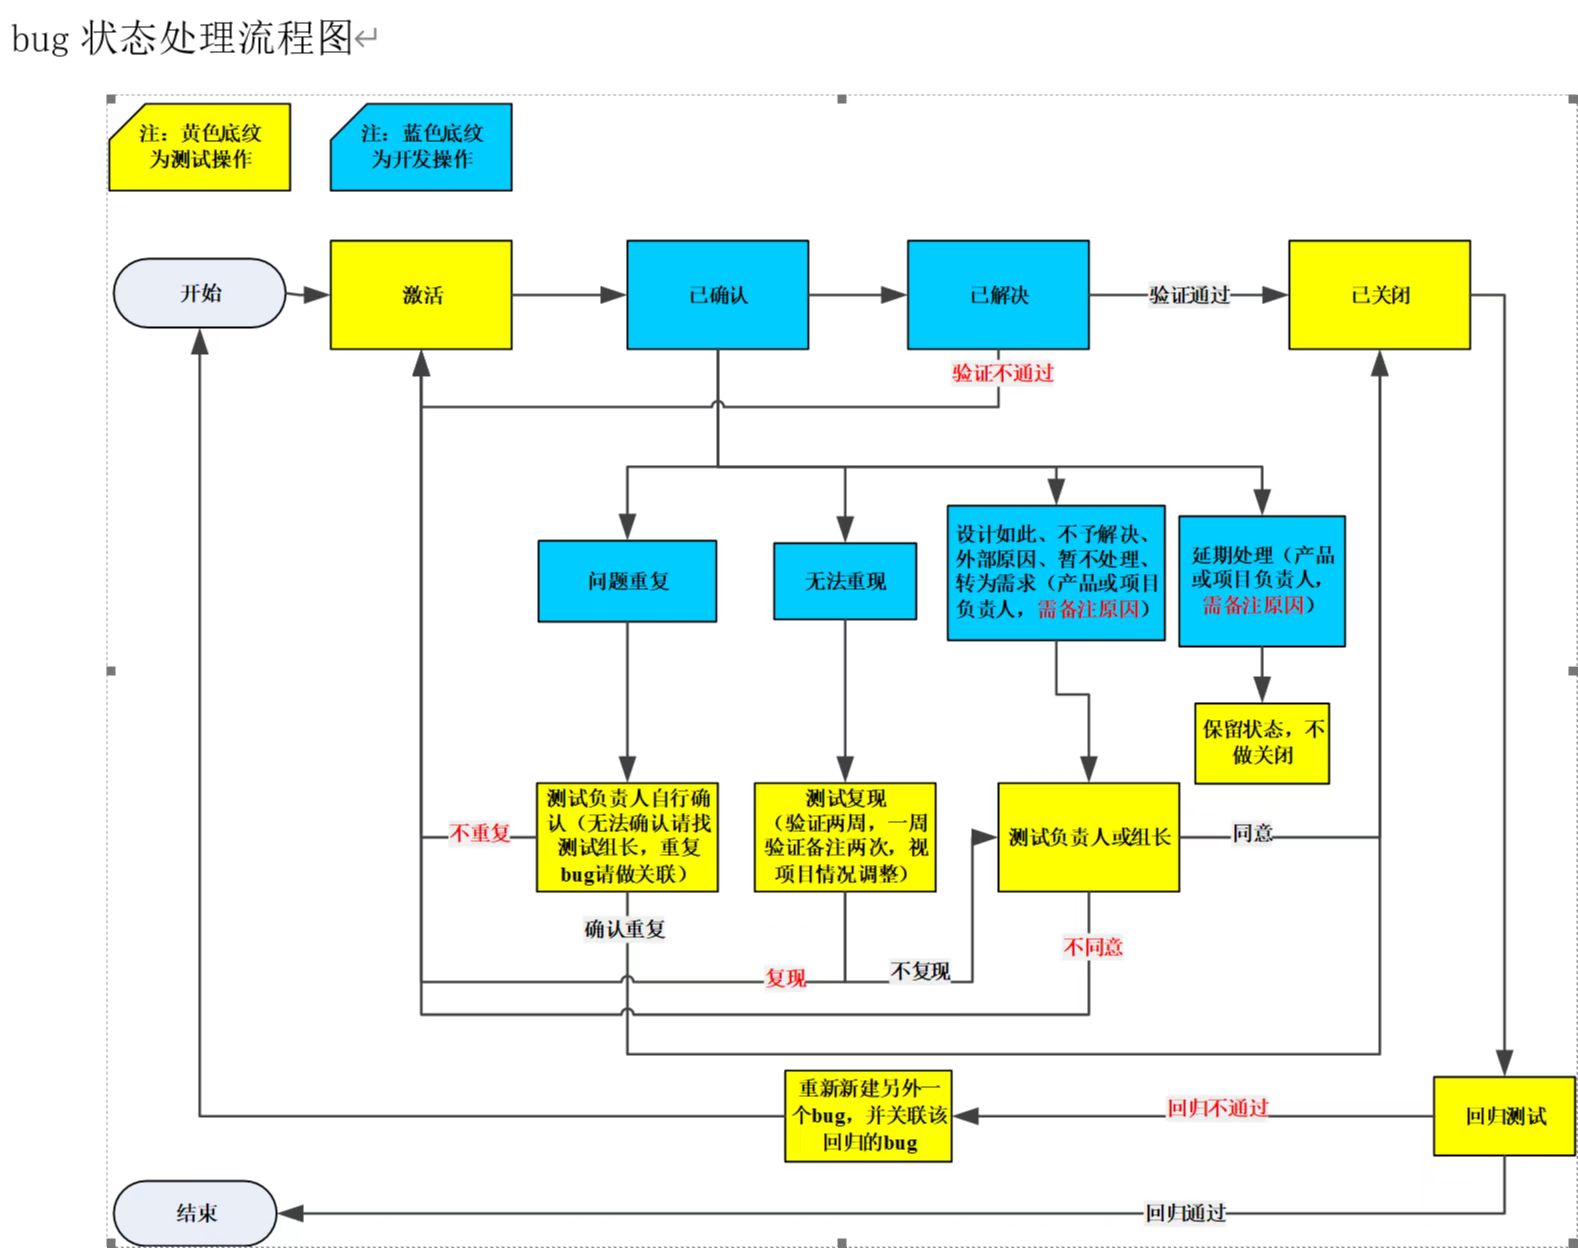 bug 状态处理流程图↵
注：黄色底纹
为测试操作
注：蓝色底纹
为开发操作
开始
激活
已确认
已解决
验证通过
已关闭
验证不通过
问题重复
无法重现
设计如此、不予解决、
外部原因、暂不处理、
转为需求（产品或项目
负责人，需备注原因）
延期处理（产品
或项目负责人，
需备注原因）
保留状态，不
做关闭
不重复
测试负责人自行确
认（无法确认请找
测试组长，重复
bug请做关联）
测试复现
（验证两周，一周
验证备注两次，视
项目情况调整）
测试负责人或组长
同意
确认重复
复现
不复现
不同意
重新新建另外一
个bug，并关联该
回归的bug
回归不通过
回归测试
结束
回归通过